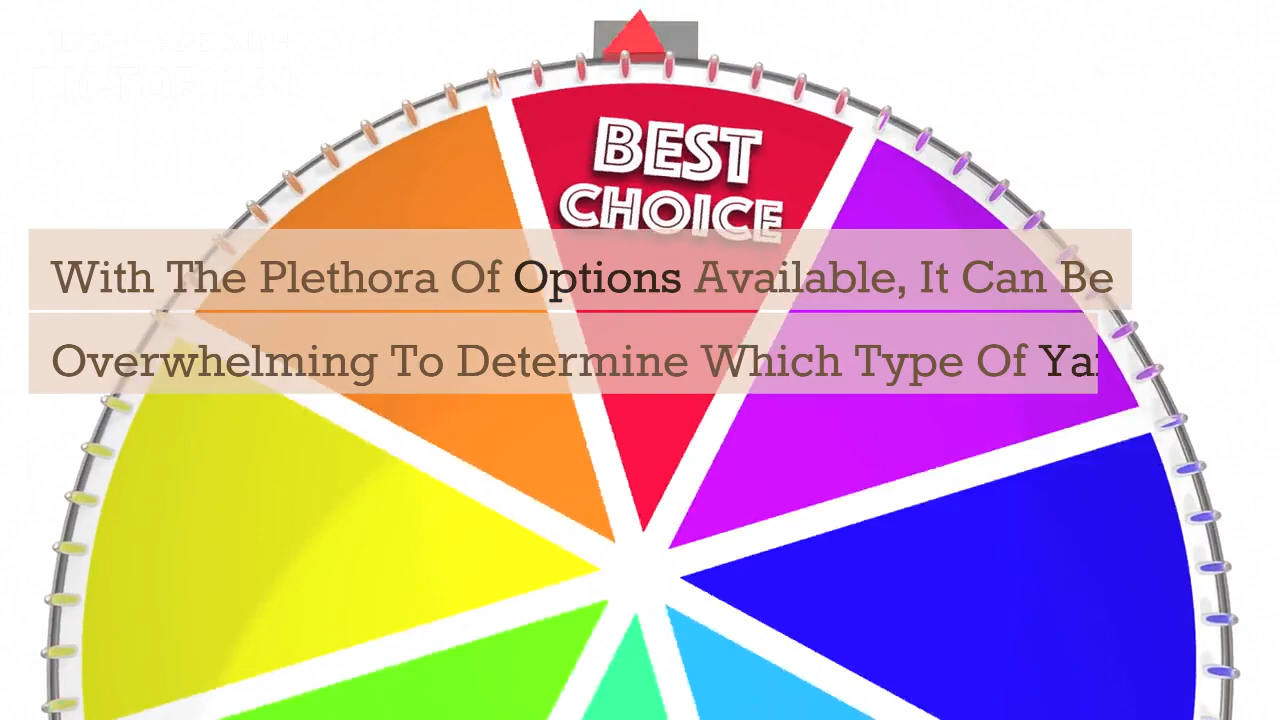 BEST
CHOICE
With The Plethora Of Options Available, It Can Be
Overwhelming To Determine Which Type Of